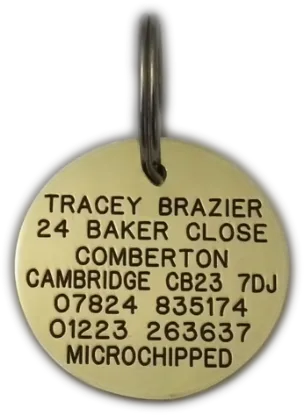 TRACEY BRAZIER
24 BAKER CLOSE
COMBERTON
CAMBRIDGE CB23 7DJ
07824 835174
01223 263637
MICROCHIPPED